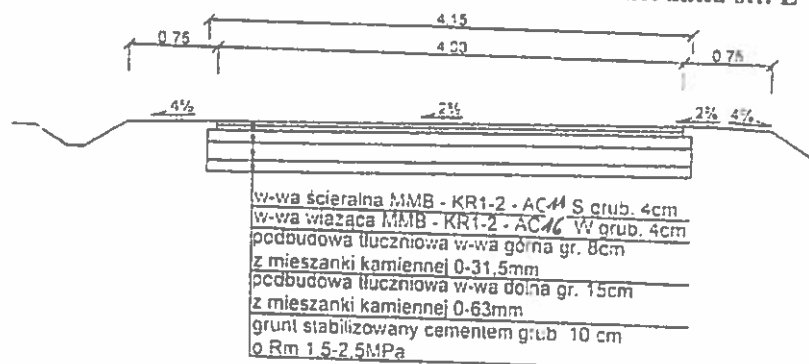 4.15
0.75 4.00 0.75
4% 2% 2% 4%
w-wa ścieralna MMB - KR1-2 - AC11 S grub. 4cm
w-wa wiążąca MMB - KR1-2 - AC16 W grub. 4cm
podbudowa tłuczniowa w-wa górna gr. 8cm
z mieszanki kamiennej 0-31,5mm
podbudowa tłuczniowa w-wa dolna gr. 15cm
z mieszanki kamiennej 0-63mm
grunt stabilizowany cementem grub 10 cm
o Rm 1,5-2,5MPa